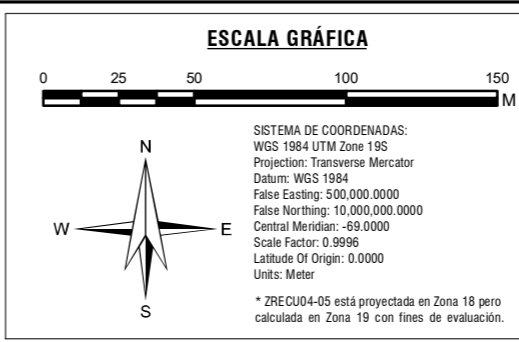 ESCALA GRÁFICA
0 25 50 100 150
M
SISTEMA DE COORDENADAS:
WGS 1984 UTM Zone 19S
Projection: Transverse Mercator
Datum: WGS 1984
False Easting: 500,000.0000
False Northing: 10,000,000.0000
Central Meridian: -69.0000
Scale Factor: 0.9996
Latitude Of Origin: 0.0000
Units: Meter
* ZRECU04-05 está proyectada en Zona 18 pero
calculada en Zona 19 con fines de evaluación.
N
W E
S